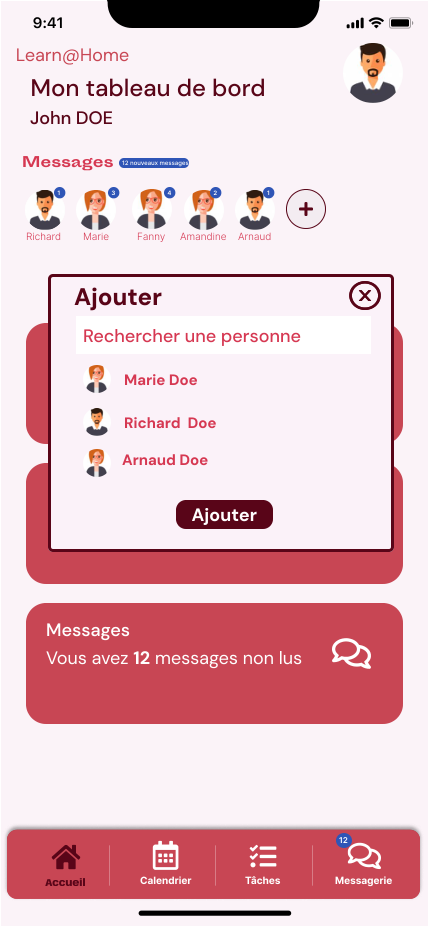 9:41
Learn@Home
Mon tableau de bord
John DOE
Messages 12 nouveaux messages
1 3 4 2 1
Richard Marie Fanny Amandine Arnaud
Ajouter
Rechercher une personne
Marie Doe
Richard Doe
Arnaud Doe
Ajouter
Messages
Vous avez 12 messages non lus
12
Accueil Calendrier Tâches Messagerie